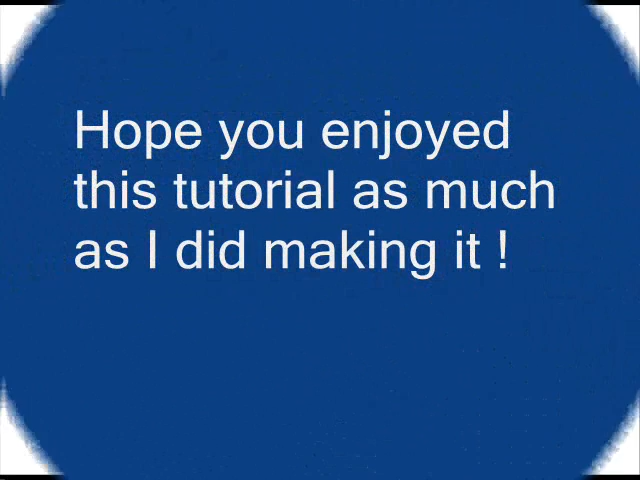 Hope you enjoyed
this tutorial as much
as I did making it !